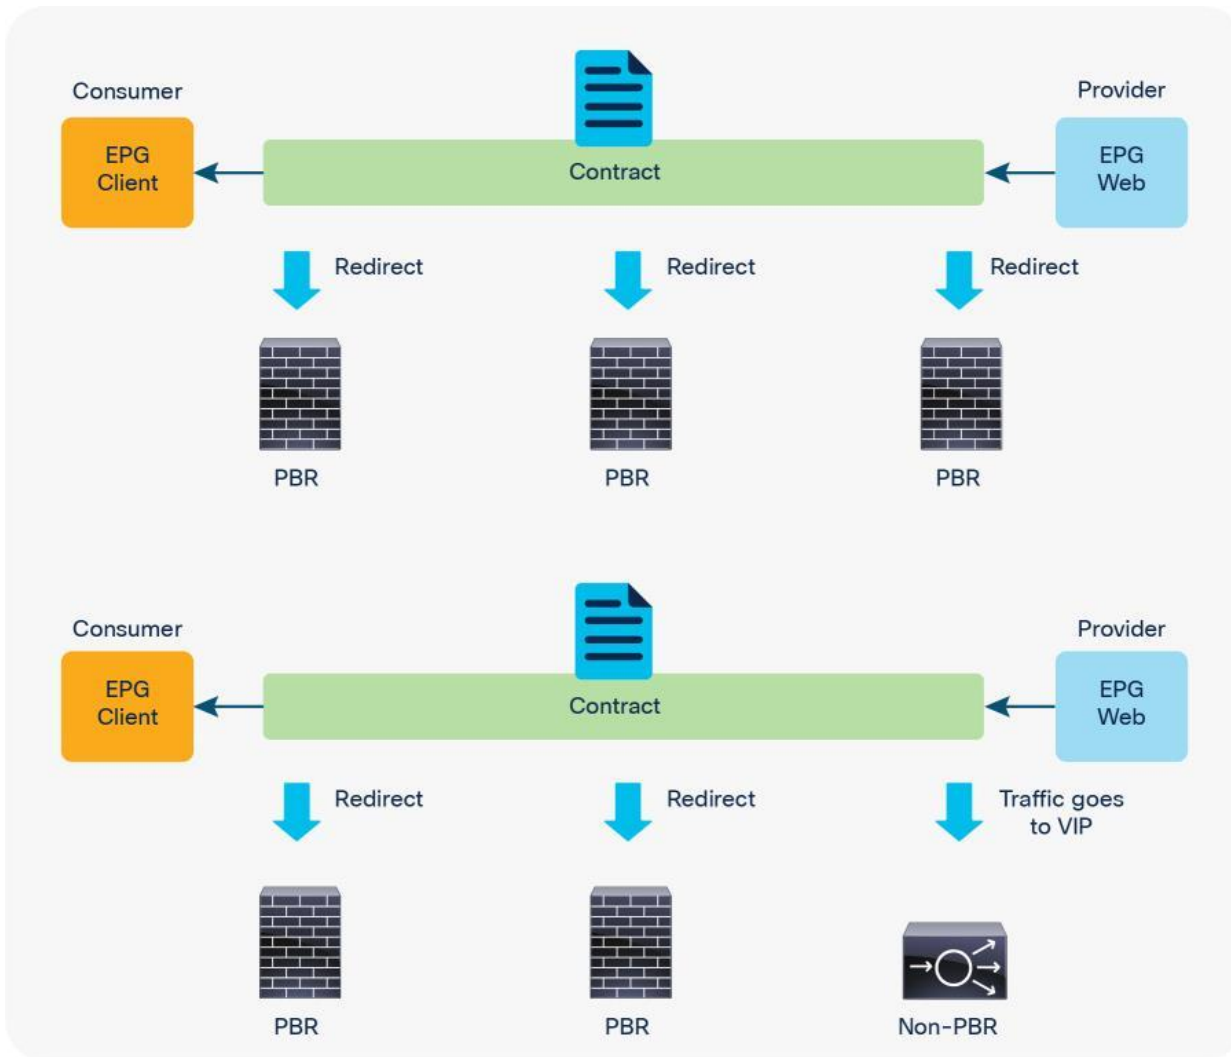 Consumer
Provider
EPG
Client
Contract
EPG
Web
Redirect
Redirect
Redirect
PBR
PBR
PBR
Consumer
Provider
EPG
Client
Contract
EPG
Web
Redirect
Redirect
Traffic goes
to VIP
PBR
PBR
Non-PBR